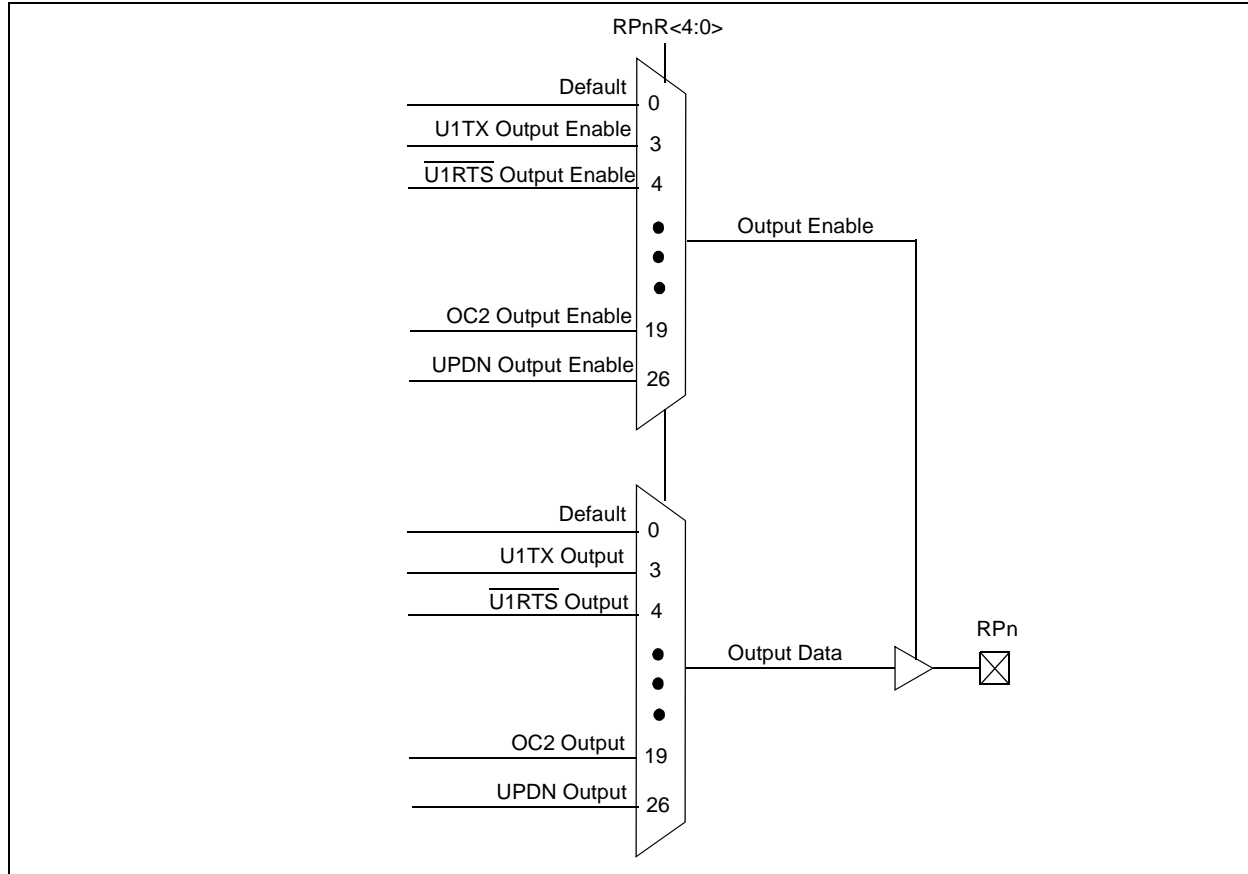 RPnR<4:0>
Default
0
U1TX Output Enable
3
U1RTS Output Enable
4
Output Enable
OC2 Output Enable
19
UPDN Output Enable
26
Default
0
U1TX Output
3
U1RTS Output
4
RPn
Output Data
OC2 Output
19
UPDN Output
26